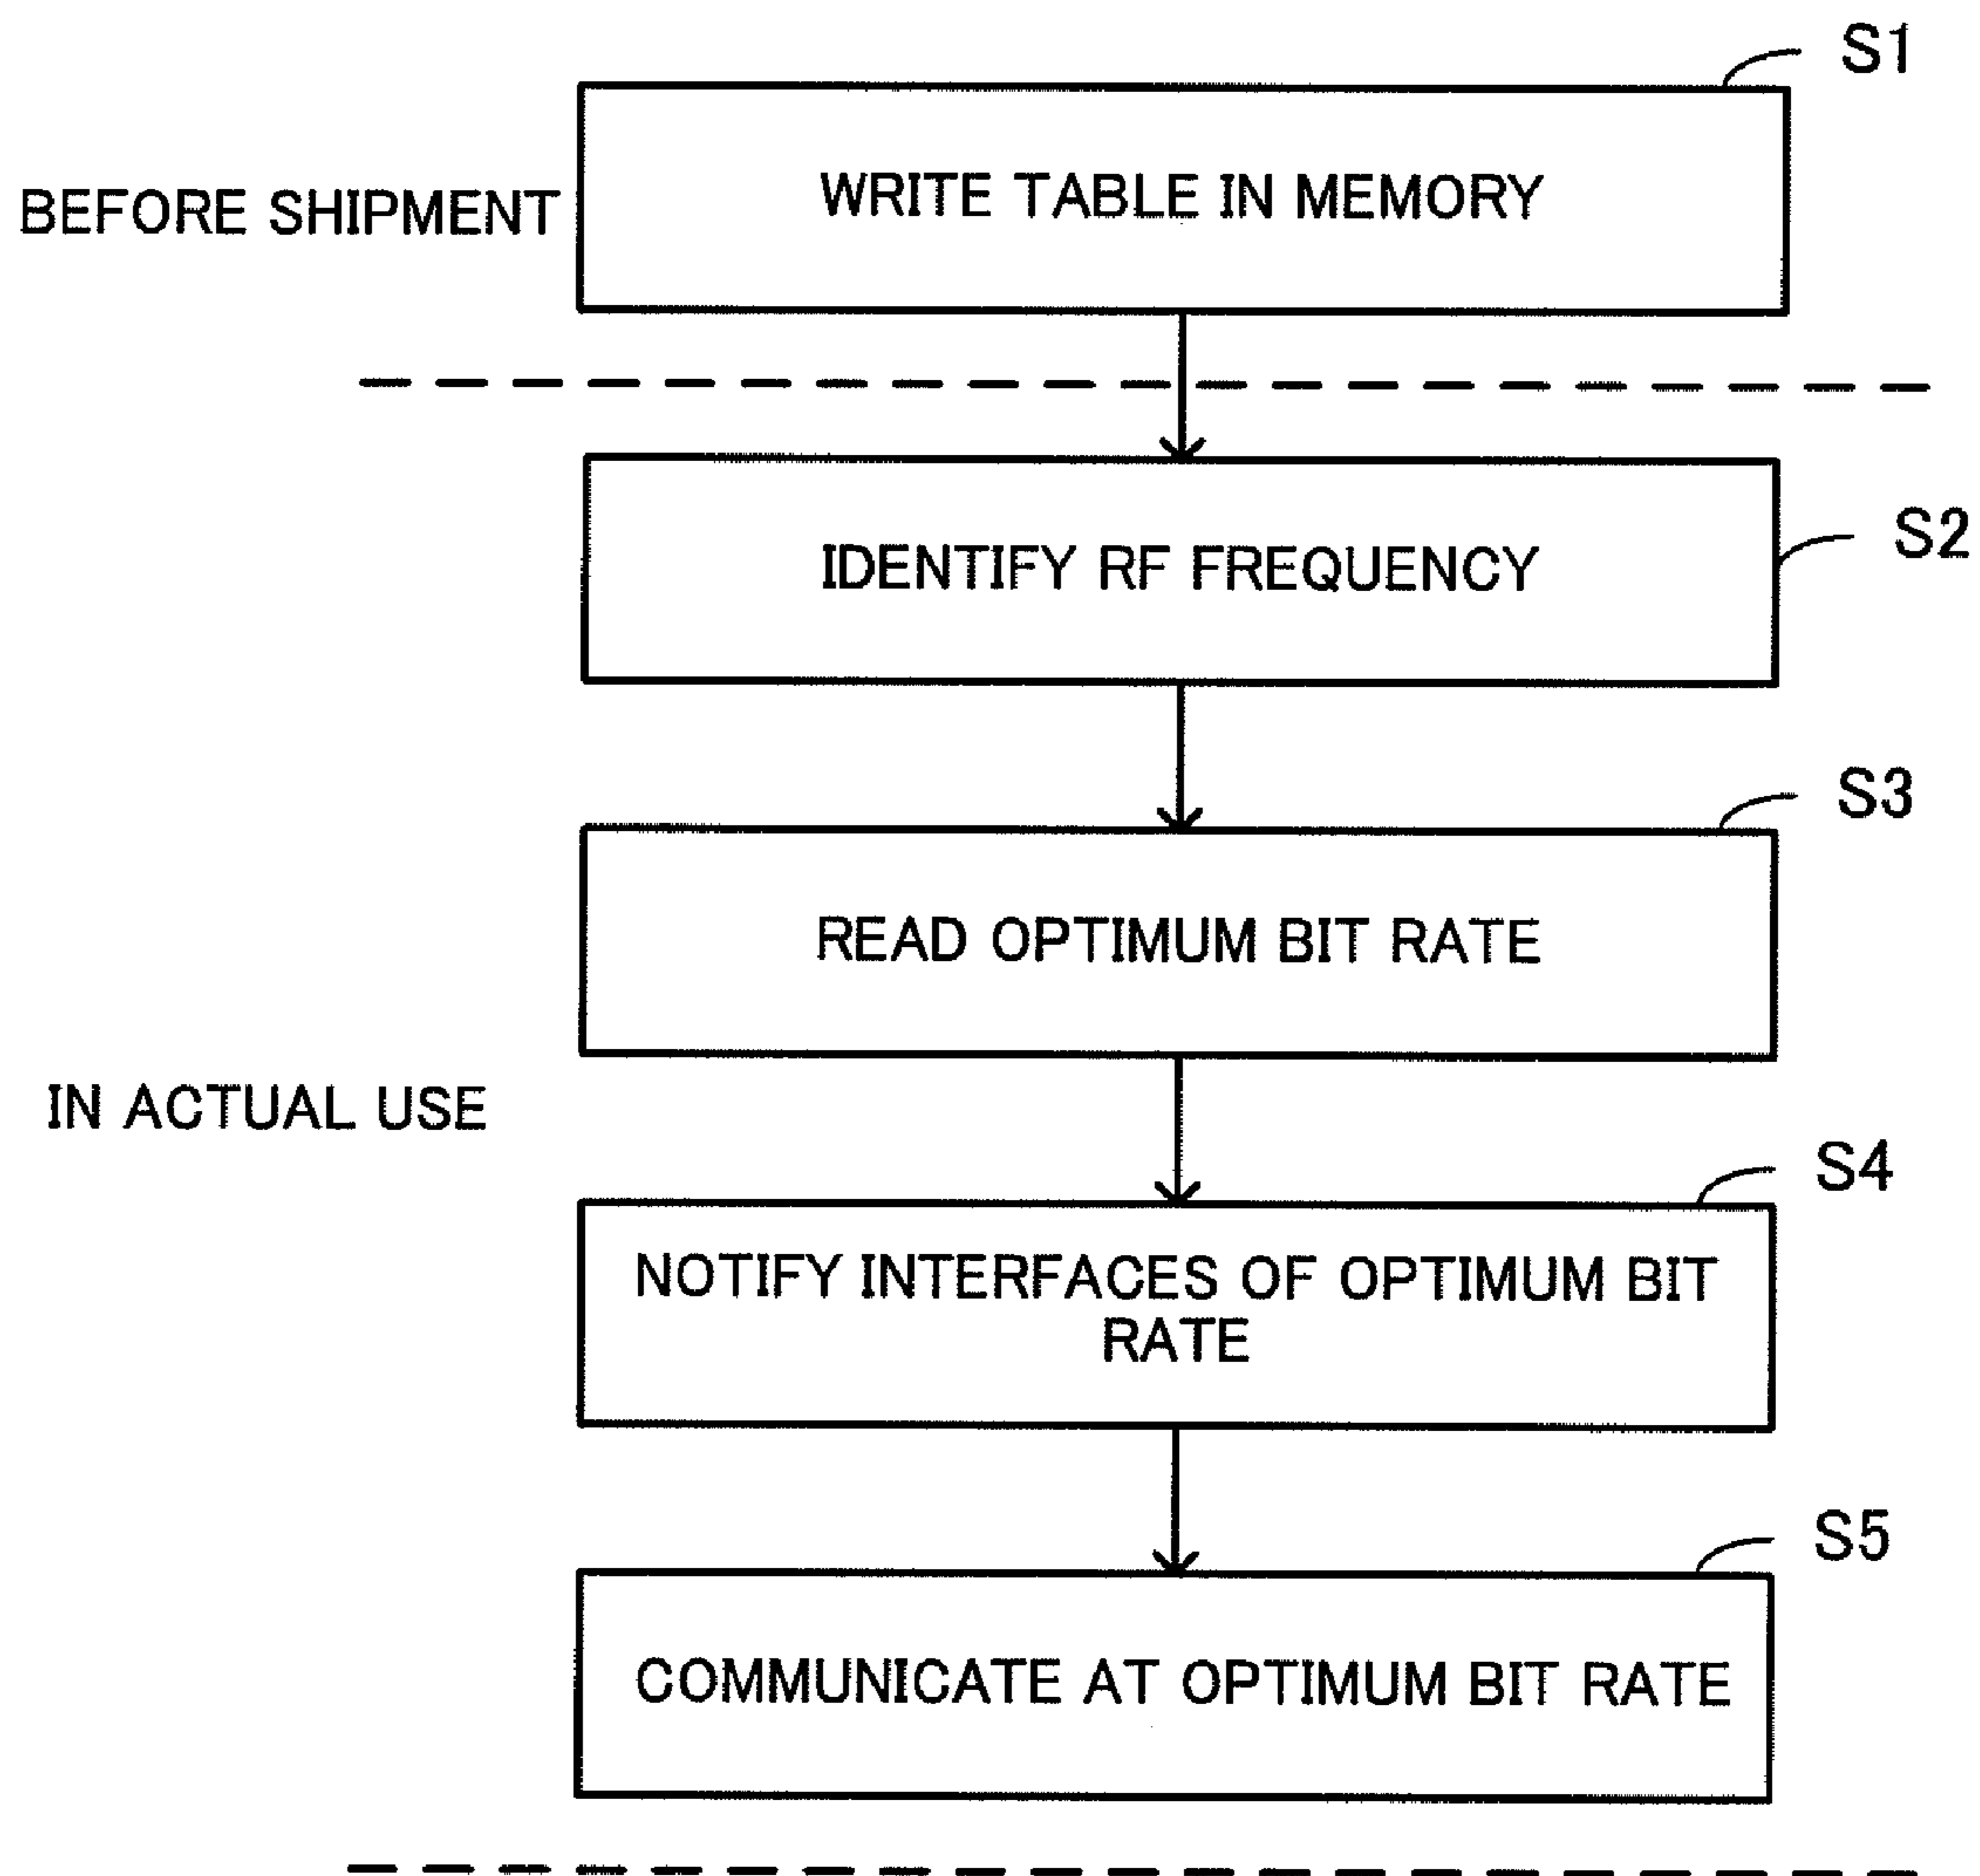 S1
BEFORE SHIPMENT
WRITE TABLE IN MEMORY
S2
IDENTIFY RF FREQUENCY
S3
READ OPTIMUM BIT RATE
IN ACTUAL USE
S4
NOTIFY INTERFACES OF OPTIMUM BIT
RATE
S5
COMMUNICATE AT OPTIMUM BIT RATE